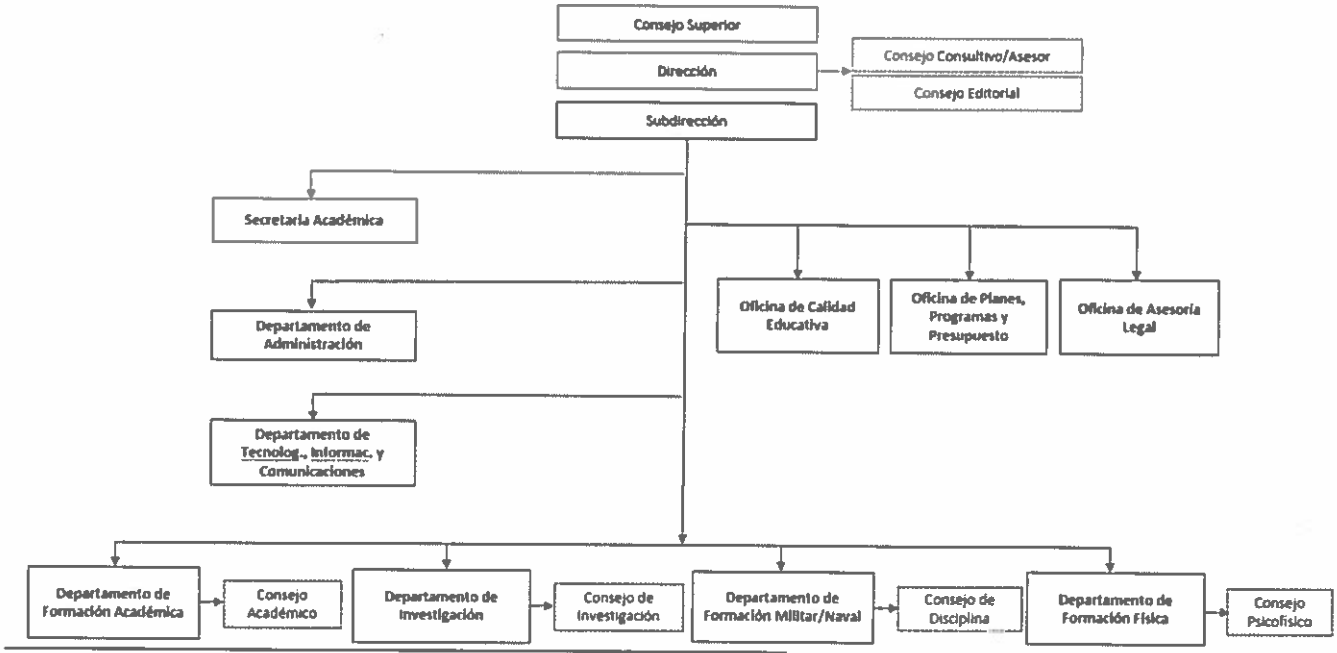 Consejo Superior
Dirección
Consejo Consultivo/Asesor
Consejo Editorial
Subdirección
Secretaría Académica
Oficina de Calidad
Educativa
Oficina de Planes,
Programas y
Presupuesto
Oficina de Asesoría
Legal
Departamento de
Administración
Departamento de
Tecnolog., Informac. y
Comunicaciones
Departamento de
Formación Académica
Consejo
Académico
Departamento de
Investigación
Consejo de
Investigación
Departamento de
Formación Militar/Naval
Consejo de
Disciplina
Departamento de
Formación Física
Consejo
Psicofísico